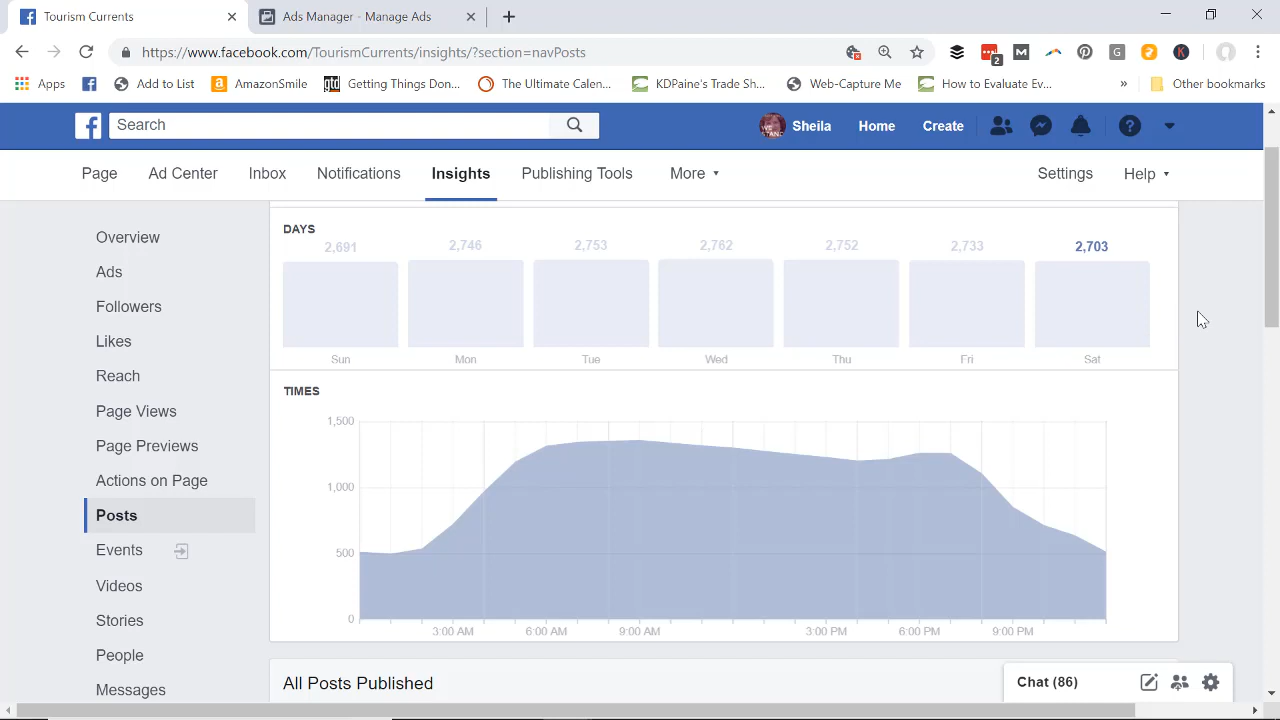 Tourism Currents
Ads Manager - Manage Ads
https://www.facebook.com/TourismCurrents/insights/?section=navPosts
2
Apps
Add to List
AmazonSmile
gtd
Getting Things Don...
The Ultimate Calen...
KDPaine's Trade Sh...
Web-Capture Me
How to Evaluate Ev...
»
Other bookmarks
Search
Sheila
Home
Create
Page
Ad Center
Inbox
Notifications
Insights
Publishing Tools
More
Settings
Help
Overview
Ads
Followers
Likes
Reach
Page Views
Page Previews
Actions on Page
Posts
Events
Videos
Stories
People
Messages
DAYS
2,691 2,746 2,753 2,762 2,752 2,733 2,703
Sun Mon Tue Wed Thu Fri Sat
TIMES
1,500
1,000
500
0
3:00 AM 6:00 AM 9:00 AM 3:00 PM 6:00 PM 9:00 PM
All Posts Published
Chat (86)